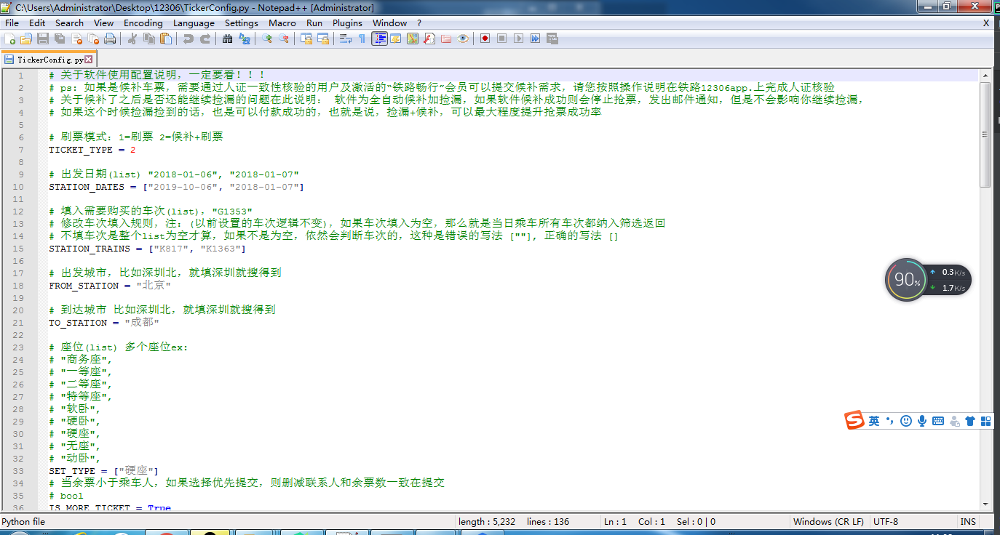 C:\Users\Administrator\Desktop\12306\TickerConfig.py - Notepad++ [Administrator]
File Edit Search View Encoding Language Settings Macro Run Plugins Window ? X
TickerConfig.py
1 # 关于软件使用配置说明，一定要看！！！
2 # ps: 如果是候补车票，需要通过人证一致性核验的用户及激活的“铁路畅行”会员可以提交候补需求，请您按照操作说明在铁路12306app.上完成人证核验
3 # 关于候补了之后是否还能继续捡漏的问题在此说明： 软件为全自动候补加捡漏，如果软件候补成功则会停止抢票，发出邮件通知，但是不会影响你继续捡漏，
4 # 如果这个时候捡漏捡到的话，也是可以付款成功的，也就是说，捡漏+候补，可以最大程度提升抢票成功率
5
6 # 刷票模式：1=刷票 2=候补+刷票
7 TICKET_TYPE = 2
8
9 # 出发日期(list) "2018-01-06", "2018-01-07"
10 STATION_DATES = ["2019-10-06", "2018-01-07"]
11
12 # 填入需要购买的车次(list)，"G1353"
13 # 修改车次填入规则，注：(以前设置的车次逻辑不变)，如果车次填入为空，那么就是当日乘车所有车次都纳入筛选返回
14 # 不填车次是整个list为空才算，如果不是为空，依然会判断车次的，这种是错误的写法 [""], 正确的写法 []
15 STATION_TRAINS = ["K817", "K1363"]
16
17 # 出发城市，比如深圳北，就填深圳就搜得到
18 FROM_STATION = "北京"
19
20 # 到达城市 比如深圳北，就填深圳就搜得到
21 TO_STATION = "成都"
22
23 # 座位(list) 多个座位ex:
24 # "商务座",
25 # "一等座",
26 # "二等座",
27 # "特等座",
28 # "软卧",
29 # "硬卧",
30 # "硬座",
31 # "无座",
32 # "动卧",
33 SET_TYPE = ["硬座"]
34 # 当余票小于乘车人，如果选择优先提交，则删减联系人和余票数一致在提交
35 # bool
36 IS_MORE_TICKET = True
90% 0.3K/s
1.7K/s
英
Python file length : 5,232 lines : 136 Ln : 1 Col : 1 Sel : 0 | 0 Windows (CR LF) UTF-8 INS